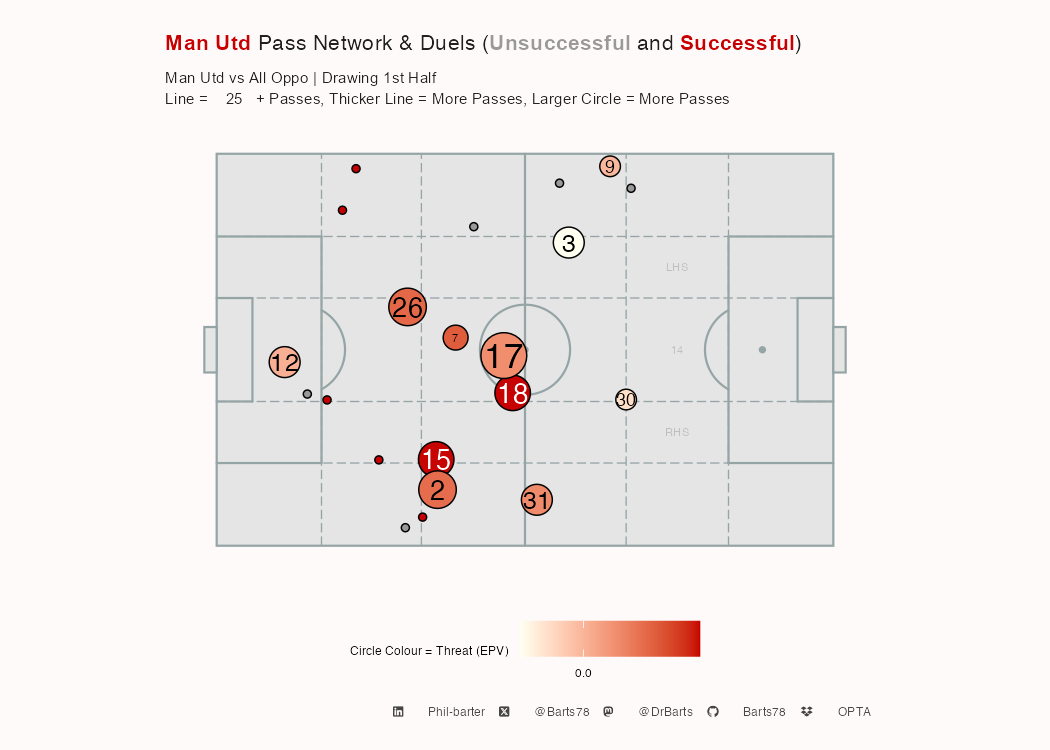 Man Utd Pass Network & Duels (Unsuccessful and Successful)
Man Utd vs All Oppo | Drawing 1st Half
Line = 25 + Passes, Thicker Line = More Passes, Larger Circle = More Passes
9
3
LHS
26
7
17
14
12
18
30
RHS
15
2
31
Circle Colour = Threat (EPV)
0.0
Phil-barter @Barts78 @DrBarts Barts78 OPTA